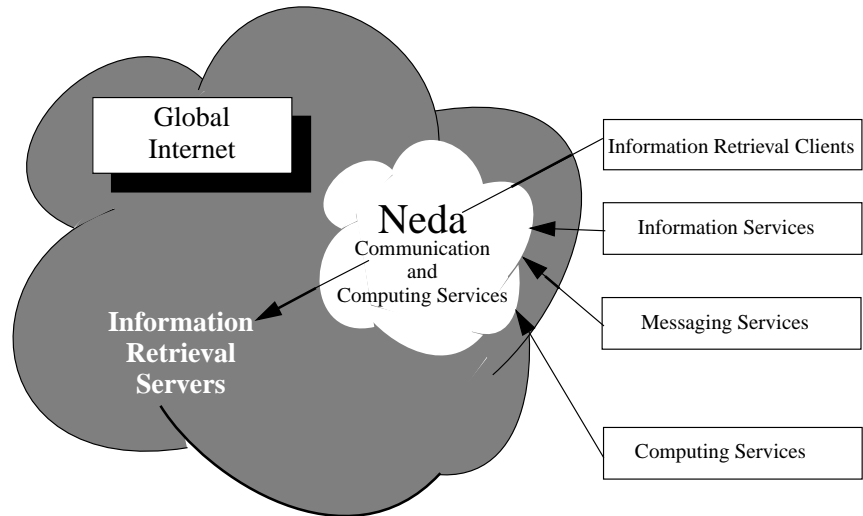 Global
Internet
Neda
Communication
and
Computing Services
Information
Retrieval
Servers
Information Retrieval Clients
Information Services
Messaging Services
Computing Services